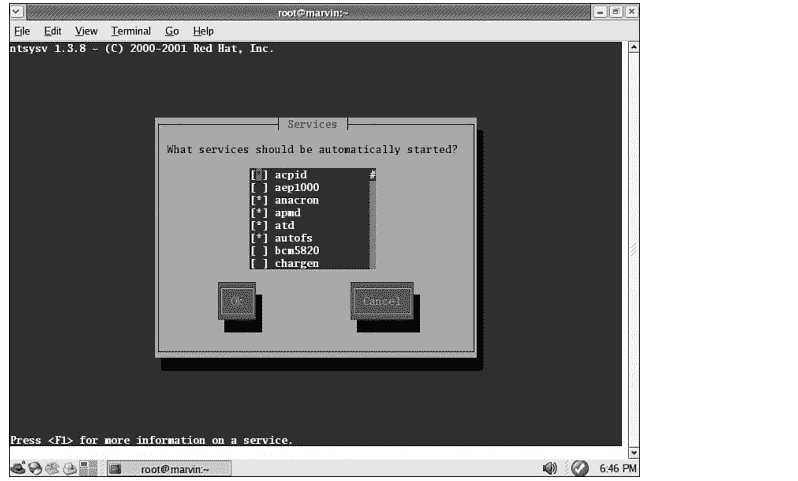 root@marvin:~
File Edit View Terminal Go Help
ntsysv 1.3.8 - (C) 2000-2001 Red Hat, Inc.
Services
What services should be automatically started?
[ ] acpid #
[ ] aep1000
[*] anacron
[*] apmd
[*] atd
[*] autofs
[ ] bcm5820
[ ] chargen
Ok Cancel
Press <F1> for more information on a service.
root@marvin:~ 6:46 PM